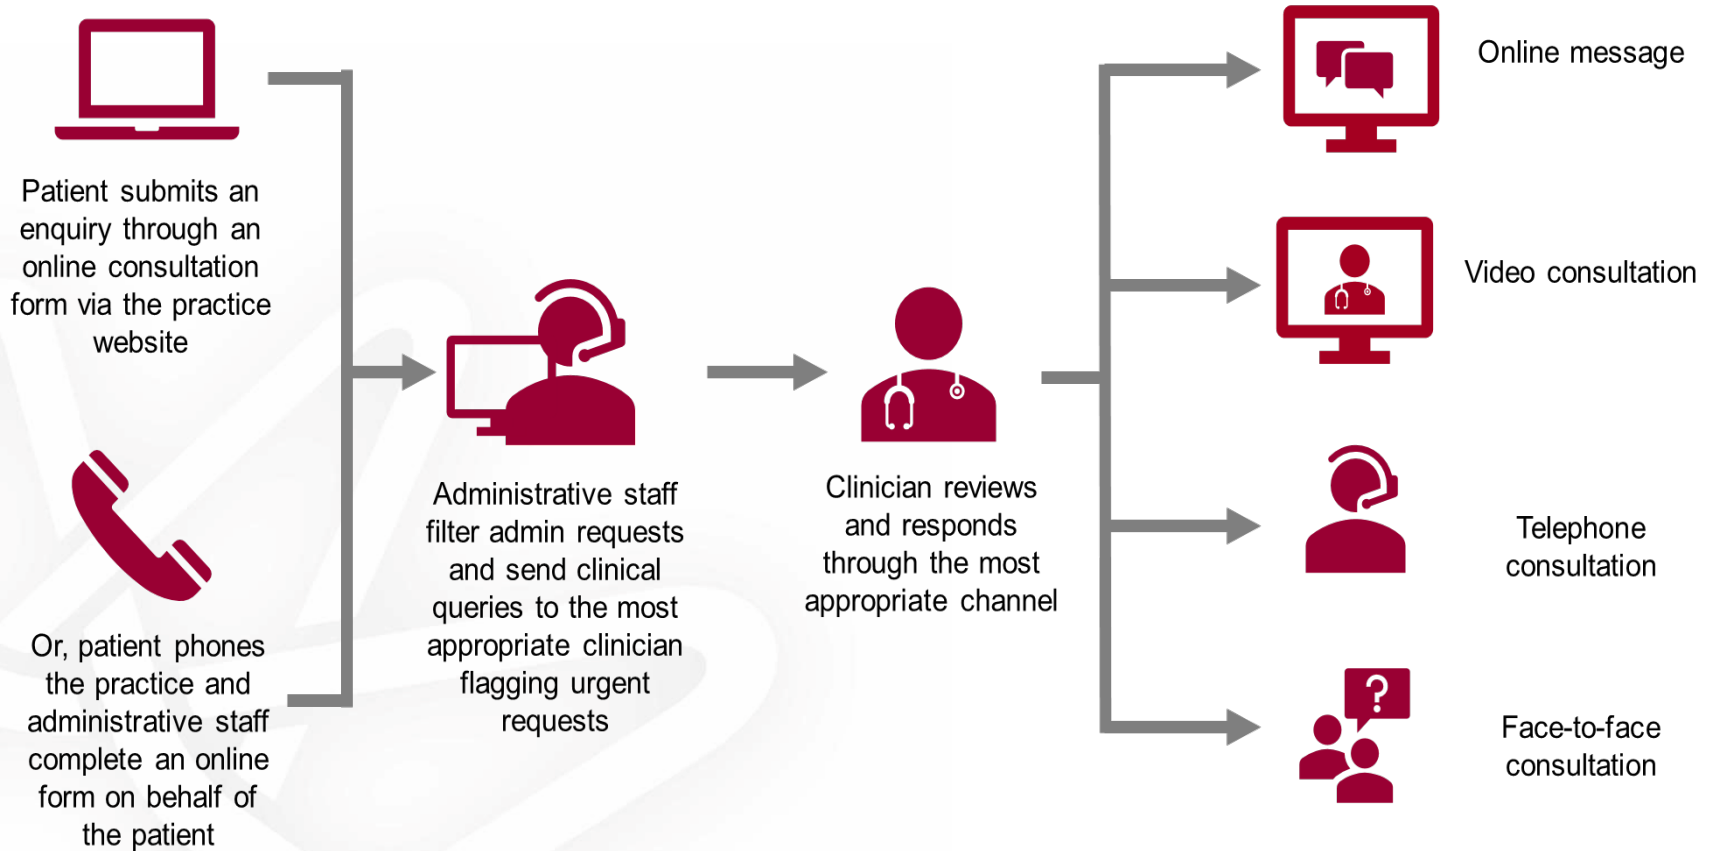 Patient submits an
enquiry through an
online consultation
form via the practice
website
Or, patient phones
the practice and
administrative staff
complete an online
form on behalf of
the patient
Administrative staff
filter admin requests
and send clinical
queries to the most
appropriate clinician
flagging urgent
requests
Clinician reviews
and responds
through the most
appropriate channel
Online message
Video consultation
Telephone
consultation
?
Face-to-face
consultation